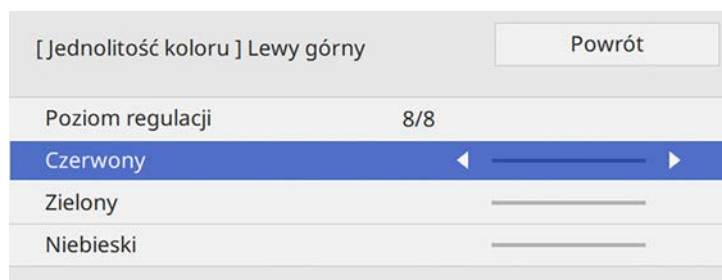 [ Jednolitość koloru ] Lewy górny
Powrót
Poziom regulacji 8/8
Czerwony
Zielony
Niebieski